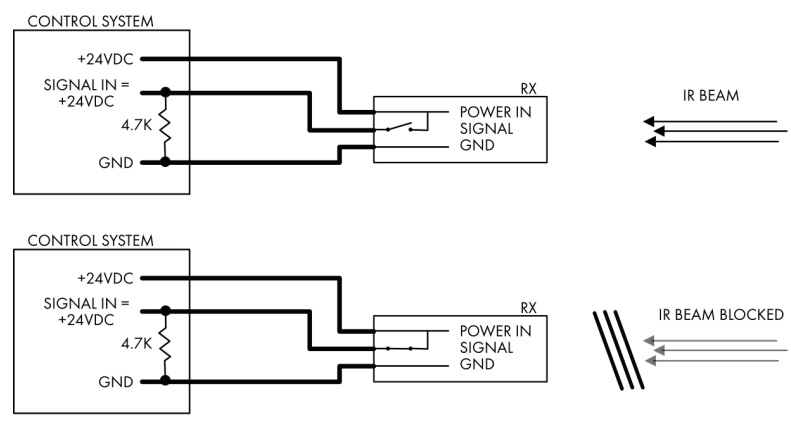 CONTROL SYSTEM
+24VDC
SIGNAL IN =
+24VDC
4.7K
GND
RX
POWER IN
SIGNAL
GND
IR BEAM
CONTROL SYSTEM
+24VDC
SIGNAL IN =
+24VDC
4.7K
GND
RX
POWER IN
SIGNAL
GND
IR BEAM BLOCKED